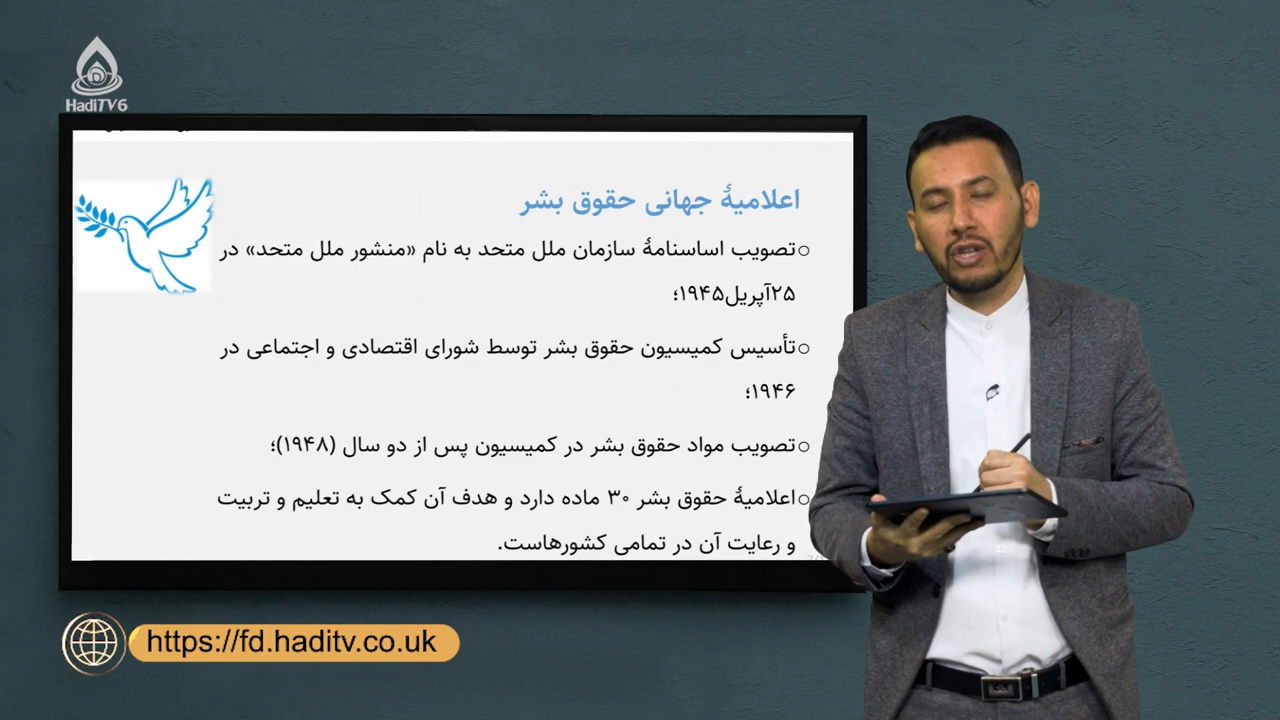 HadiTV6
اعلامیهٔ جهانی حقوق بشر
تصویب اساسنامهٔ سازمان ملل متحد به نام «منشور ملل متحد» در
۲۵آپریل۱۹۴۵؛
تأسیس کمیسیون حقوق بشر توسط شورای اقتصادی و اجتماعی در
۱۹۴۶؛
تصویب مواد حقوق بشر در کمیسیون پس از دو سال (۱۹۴۸)؛
اعلامیهٔ حقوق بشر ۳۰ ماده دارد و هدف آن کمک به تعلیم و تربیت
و رعایت آن در تمامی کشورهاست.
https://fd.haditv.co.uk